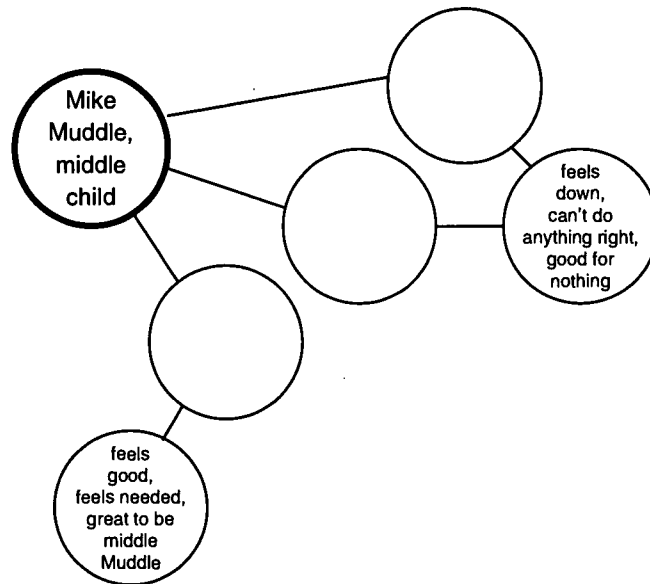 Mike
Muddle,
middle
child
feels
down,
can't do
anything right,
good for
nothing
feels
good,
feels needed,
great to be
middle
Muddle